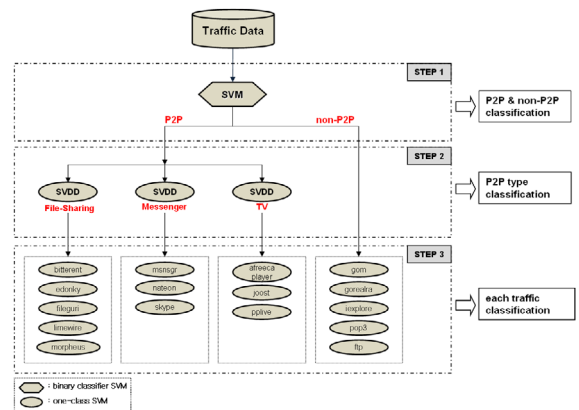 Traffic Data
STEP 1
SVM
P2P & non-P2P
classification
P2P
non-P2P
STEP 2
SVDD
SVDD
SVDD
File-Sharing
Messenger
TV
P2P type
classification
STEP 3
bitterent
edonky
fileguri
limewire
morpheus
msnsgr
nateon
skype
afreeca
player
joost
pplive
gom
gorealra
iexplore
pop3
ftp
each traffic
classification
: binary classifier SVM
: one-class SVM